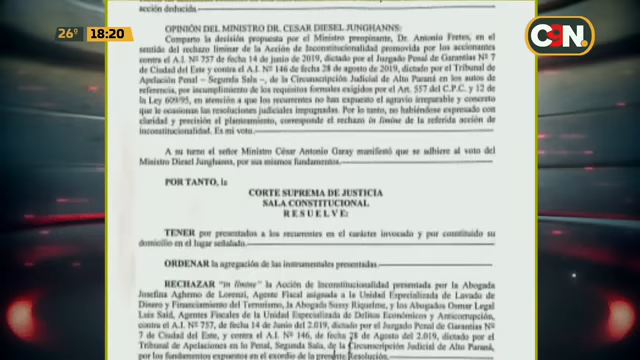 26° 18:20
C9N.
acción deducida.
OPINIÓN DEL MINISTRO DR. CESAR DIESEL JUNGHANNS:
Comparto la decisión propuesta por el Ministro preopinante, Dr. Antonio Fretes, en el
sentido del rechazo liminar de la Acción de Inconstitucionalidad promovida por los accionantes
contra el A.I. N° 757 de fecha 14 de junio de 2019, dictado por el Juzgado Penal de Garantías N° 7
de Ciudad del Este y contra el A.I. N° 146 de fecha 28 de agosto de 2019, dictado por el Tribunal de
Apelación Penal – Segunda Sala –, de la Circunscripción Judicial de Alto Paraná en los autos de
referencia, por incumplimiento de los requisitos formales exigidos por el Art. 557 del C.P.C. y 12 de
la Ley 609/95, en atención a que los recurrentes no han expuesto el agravio irreparable y concreto
que le ocasionas las resoluciones judiciales impugnadas. Por lo tanto, no habiéndose expresado con
claridad y precisión el planteamiento, corresponde el rechazo in limine de la referida acción de
inconstitucionalidad. Es mi voto.
A su turno el señor Ministro César Antonio Garay manifestó que se adhiere al voto del
Ministro Diesel Junghanns, por sus mismos fundamentos.
POR TANTO, la
CORTE SUPREMA DE JUSTICIA
SALA CONSTITUCIONAL
R E S U E L V E:
TENER por presentados a los recurrentes en el carácter invocado y por constituido su
domicilio en el lugar señalado.
ORDENAR la agregación de las instrumentales presentadas.
RECHAZAR "in limine" la Acción de Inconstitucionalidad presentada por la Abogada
Josefina Aghemo de Lorenzi, Agente Fiscal asignada a la Unidad Especializada de Lavado de
Dinero y Financiamiento del Terrorismo, la Abogada Sussy Riquelme, y los Abogados Osmar Legal
Luis Said, Agentes Fiscales de la Unidad Especializada de Delitos Económicos y Anticorrupción,
contra el A.I. N° 757, de fecha 14 de junio del 2.019, dictado por el Juzgado Penal de Garantías N°
7 de Ciudad del Este, y contra el A.I. N° 146, de fecha 28 de agosto del 2.019, dictado por el Tribunal
de Apelaciones en lo Penal, Segunda Sala, de la Circunscripción Judicial de Alto Paraná,
por los fundamentos expuestos en el exordio de la presente Resolución.